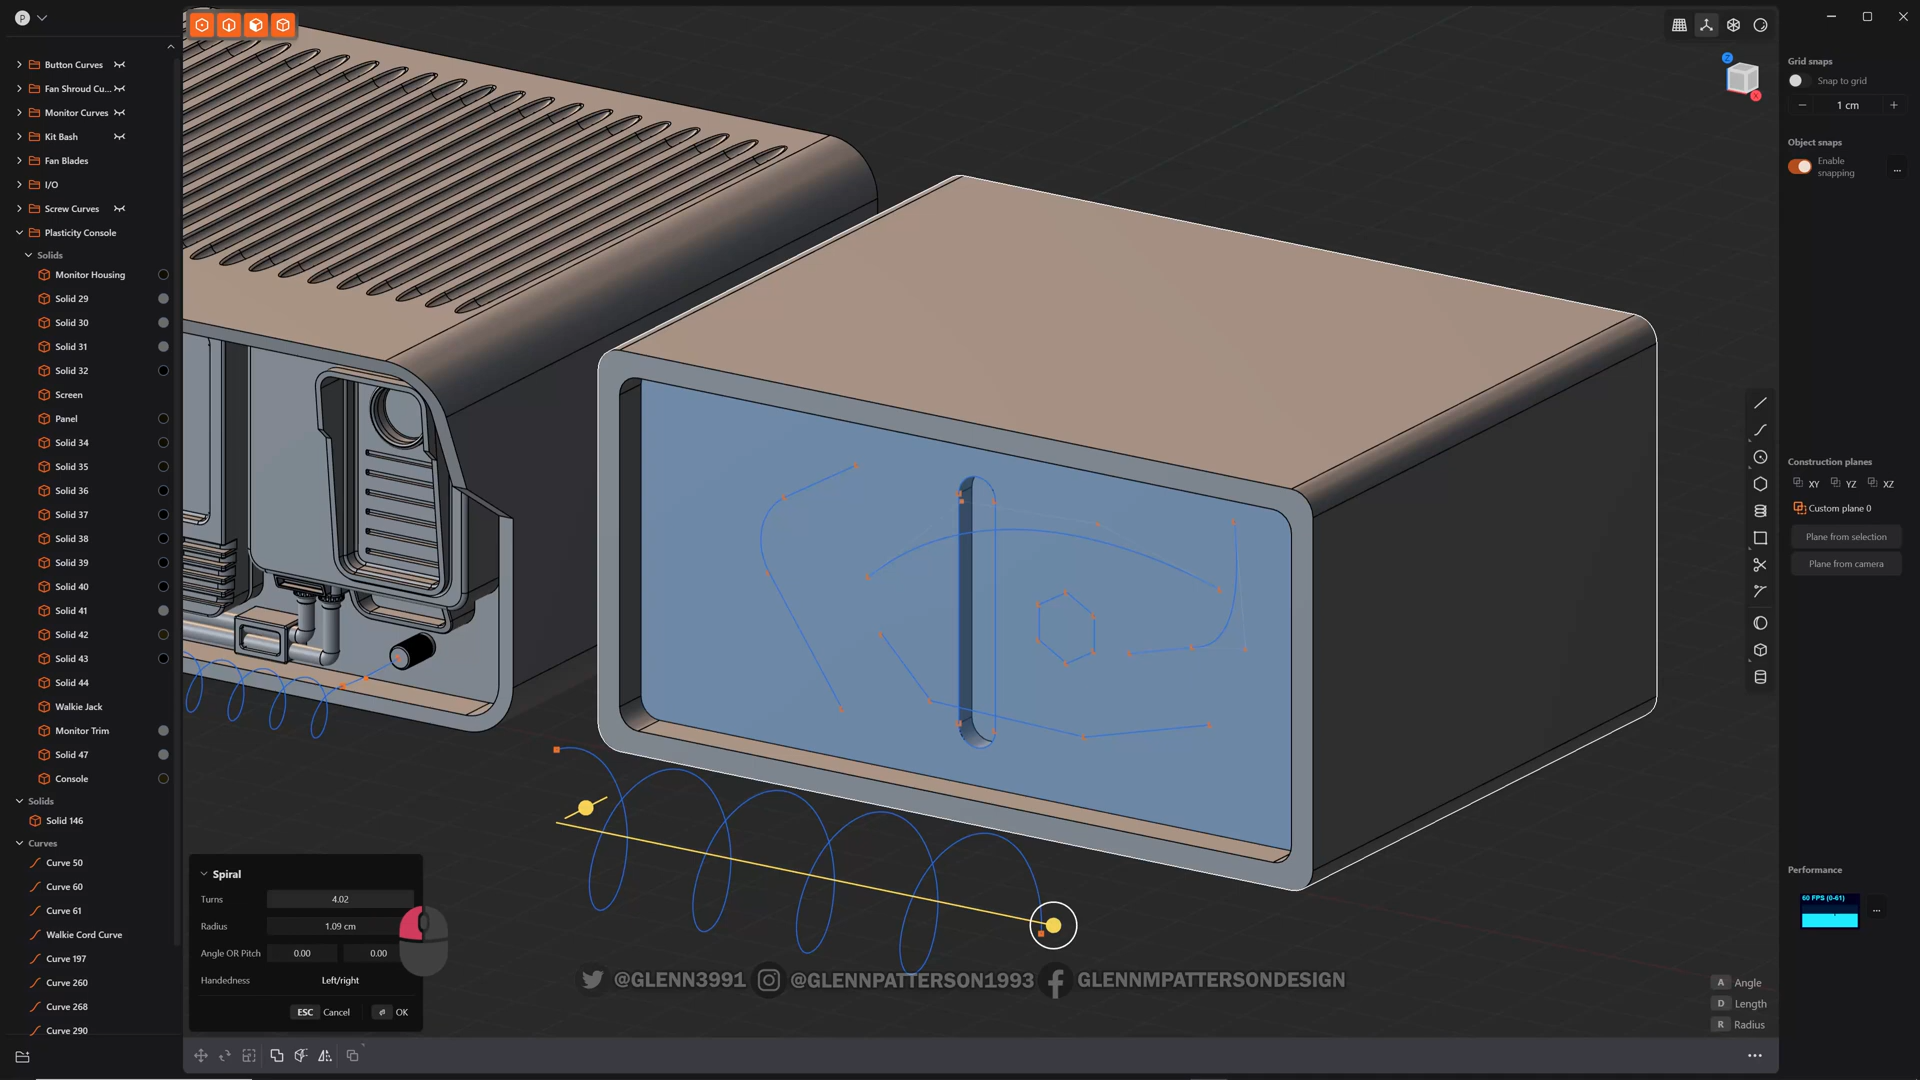 P
Button Curves
Fan Shroud Cu...
Monitor Curves
Kit Bash
Fan Blades
I/O
Screw Curves
Plasticity Console
Solids
Monitor Housing
Solid 29
Solid 30
Solid 31
Solid 32
Screen
Panel
Solid 34
Solid 35
Solid 36
Solid 37
Solid 38
Solid 39
Solid 40
Solid 41
Solid 42
Solid 43
Solid 44
Walkie Jack
Monitor Trim
Solid 47
Console
Solids
Solid 146
Curves
Curve 50
Curve 60
Curve 61
Walkie Cord Curve
Curve 197
Curve 260
Curve 268
Curve 290
Spiral
Turns 4.02
Radius 1.09 cm
Angle OR Pitch 0.00 0.00
Handedness Left/right
ESC Cancel OK
@GLENN3991 @GLENNPATTERSON1993 GLENNMPATTERSONDESIGN
Z
X
Grid snaps
Snap to grid
− 1 cm +
Object snaps
Enable
snapping
...
Construction planes
XY YZ XZ
Custom plane 0
Plane from selection
Plane from camera
Performance
60 FPS (0-61)
...
A Angle
D Length
R Radius